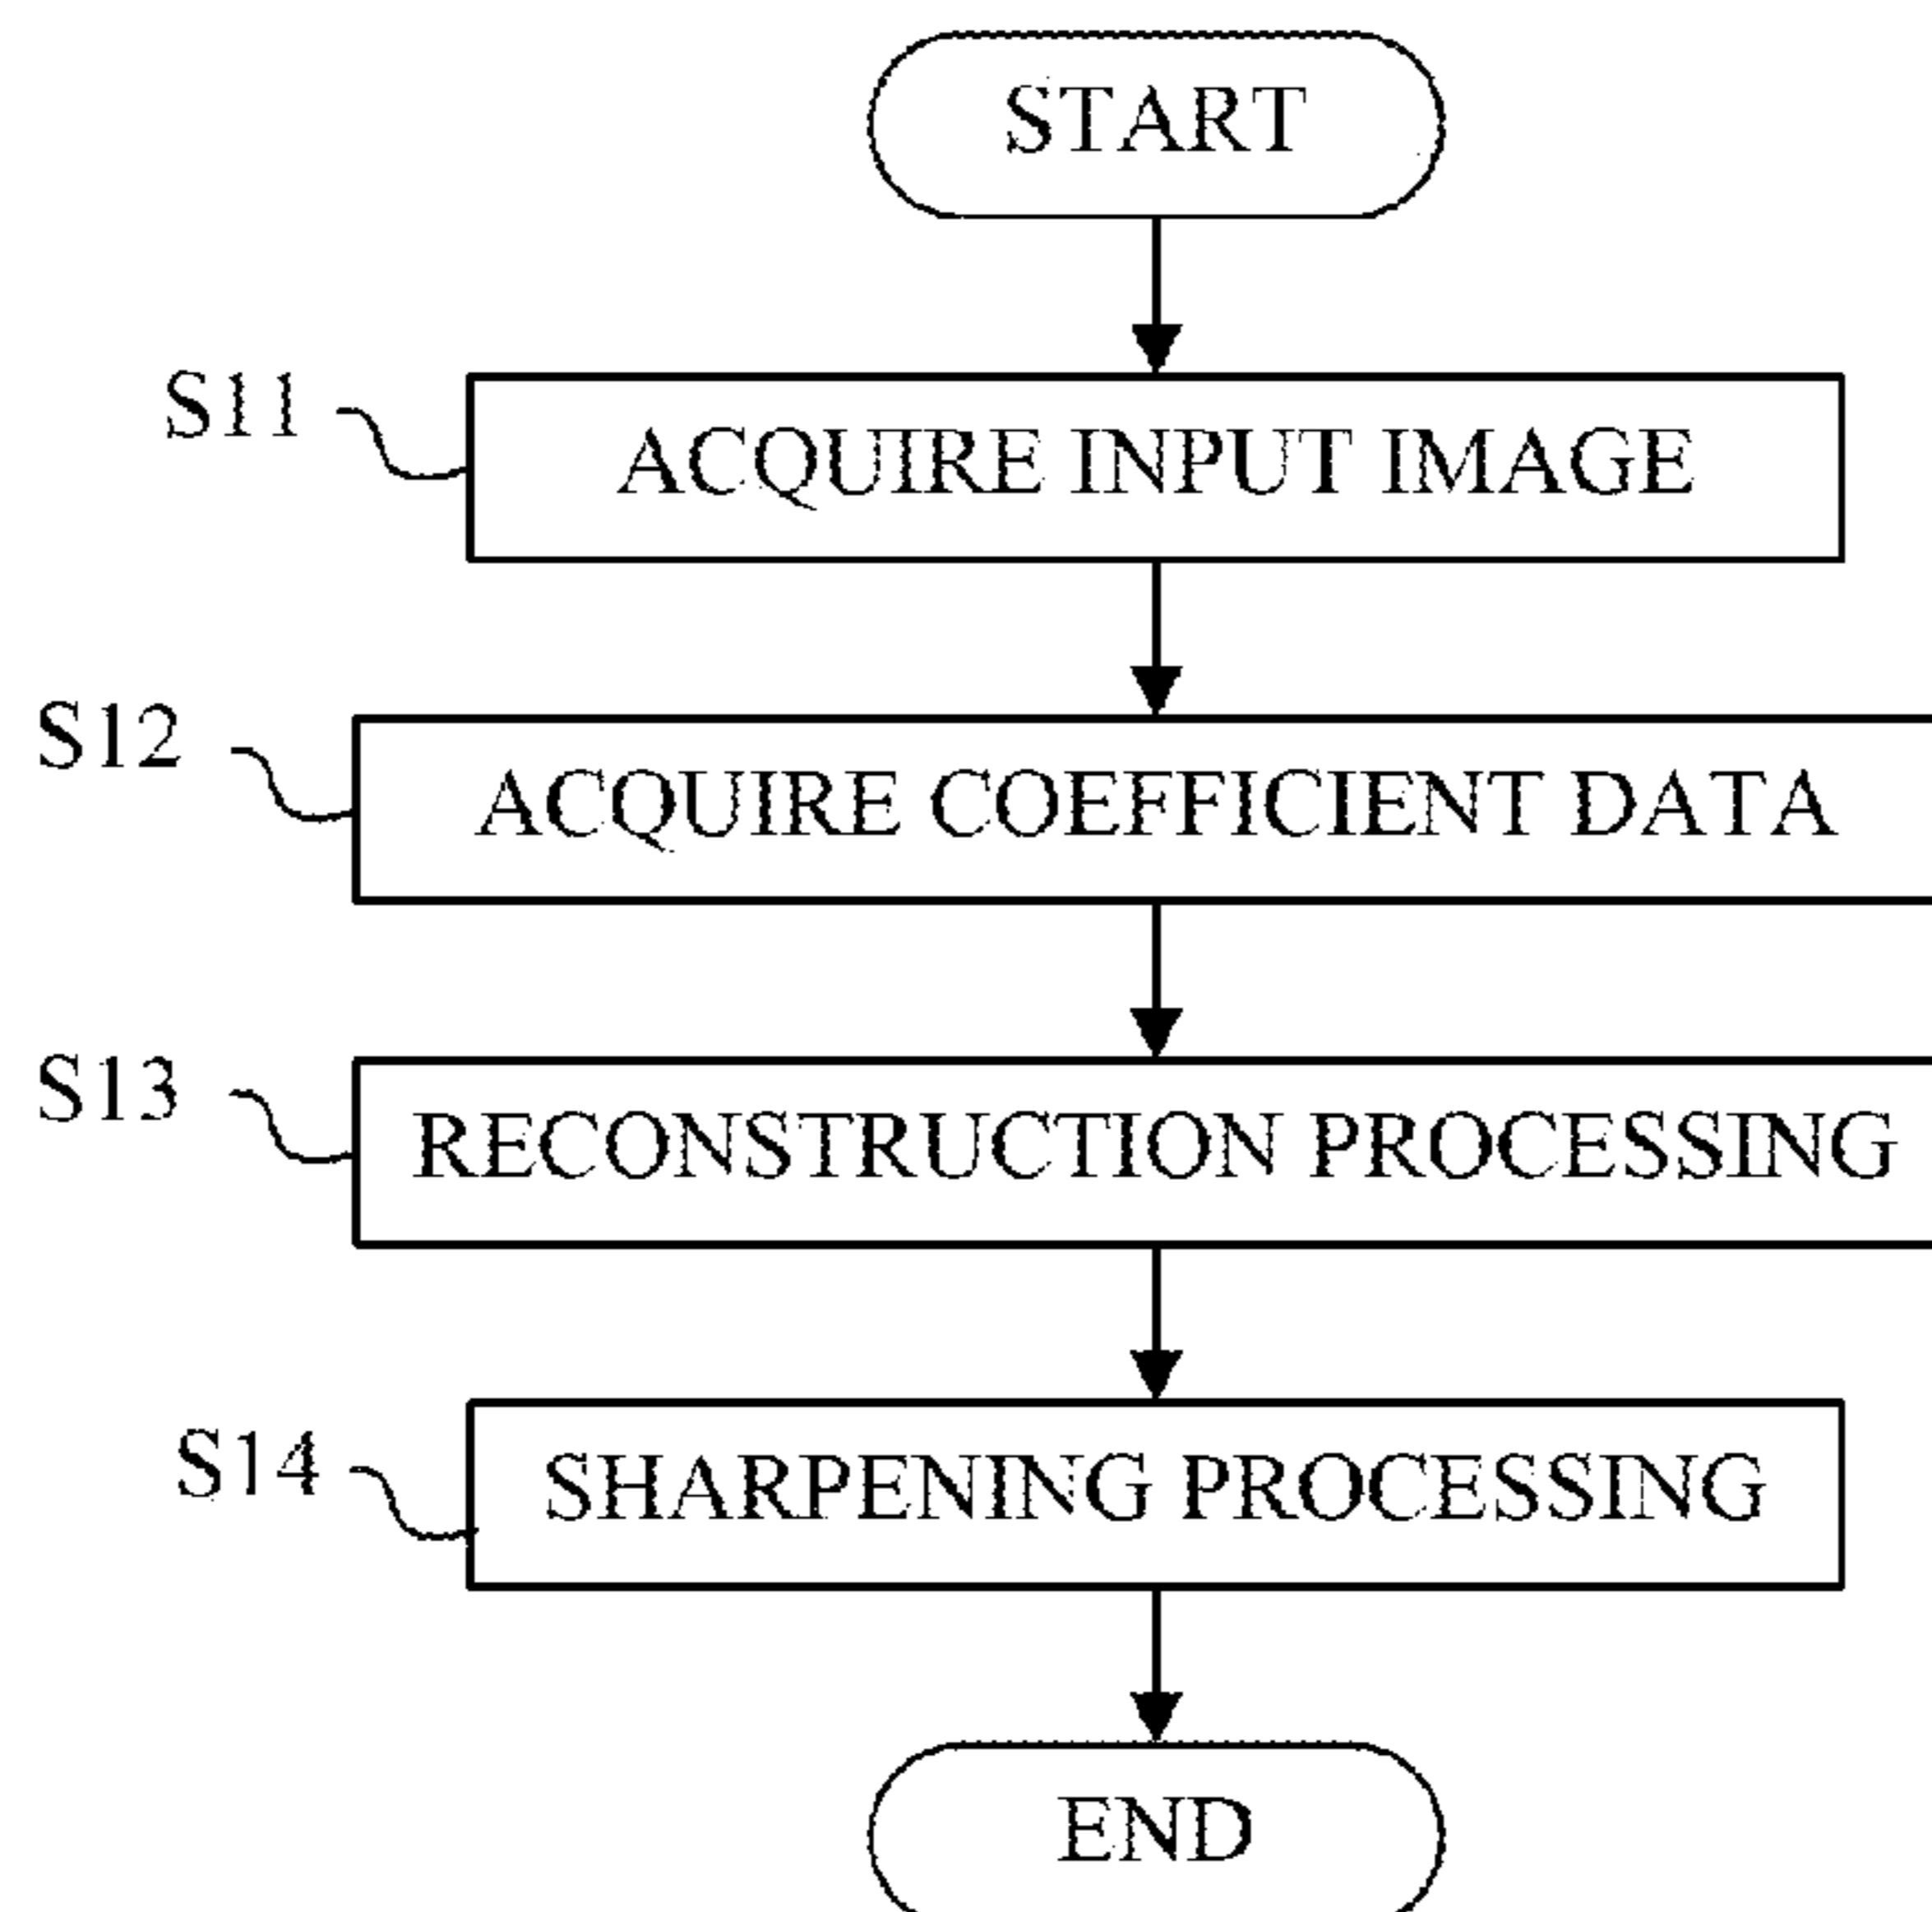 START
S11
ACQUIRE INPUT IMAGE
S12
ACQUIRE COEFFICIENT DATA
S13
RECONSTRUCTION PROCESSING
S14
SHARPENING PROCESSING
END